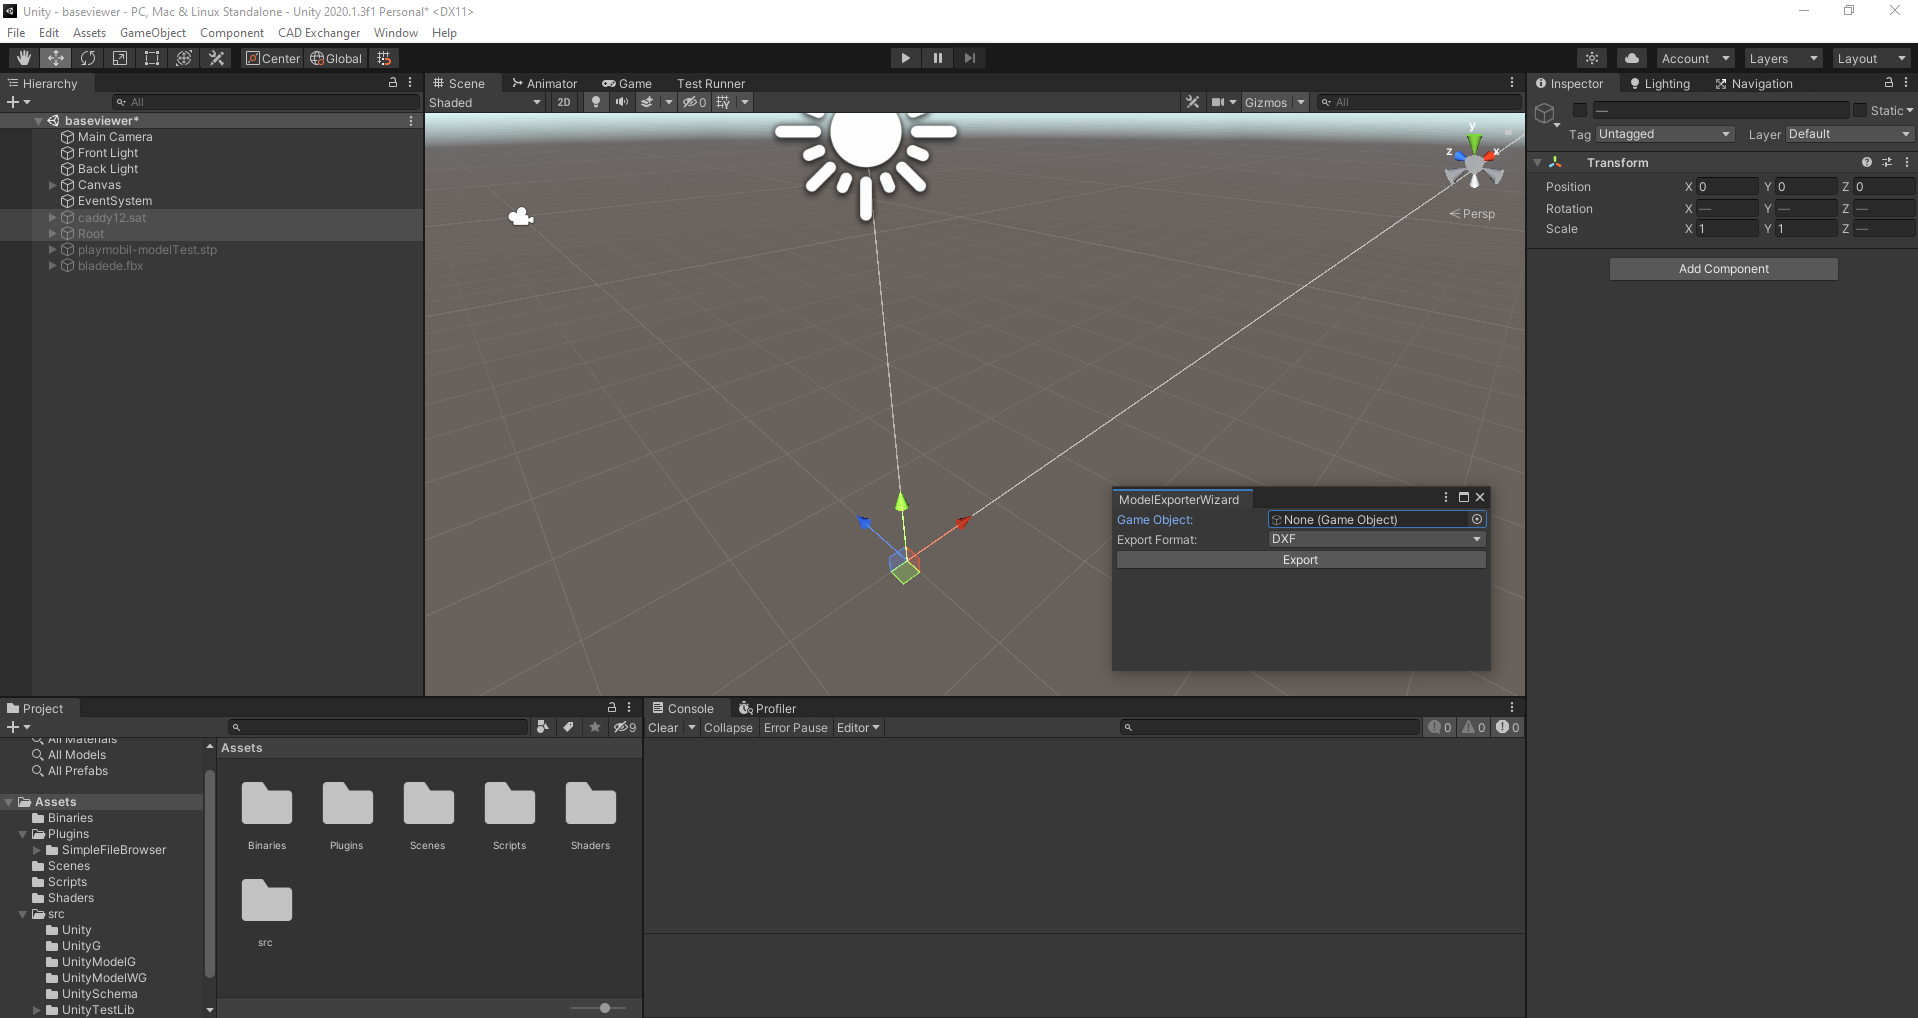 Unity - baseviewer - PC, Mac & Linux Standalone - Unity 2020.1.3f1 Personal* <DX11>
File Edit Assets GameObject Component CAD Exchanger Window Help
Center Global Account Layers Layout
Hierarchy
All
baseviewer*
Main Camera
Front Light
Back Light
Canvas
EventSystem
caddy12.sat
Root
playmobil-modelTest.stp
bladede.fbx
Scene Animator Game Test Runner
Shaded 2D 0 Gizmos All
y
z x
Persp
ModelExporterWizard
Game Object: None (Game Object)
Export Format: DXF
Export
Inspector Lighting Navigation
— Static
Tag Untagged Layer Default
Transform
Position X 0 Y 0 Z 0
Rotation X — Y — Z —
Scale X 1 Y 1 Z —
Add Component
Project
9
All Materials
All Models
All Prefabs
Assets
Binaries
Plugins
SimpleFileBrowser
Scenes
Scripts
Shaders
src
Unity
UnityG
UnityModelG
UnityModelWG
UnitySchema
UnityTestLib
Assets
Binaries Plugins Scenes Scripts Shaders
src
Console Profiler
Clear Collapse Error Pause Editor 0 0 0